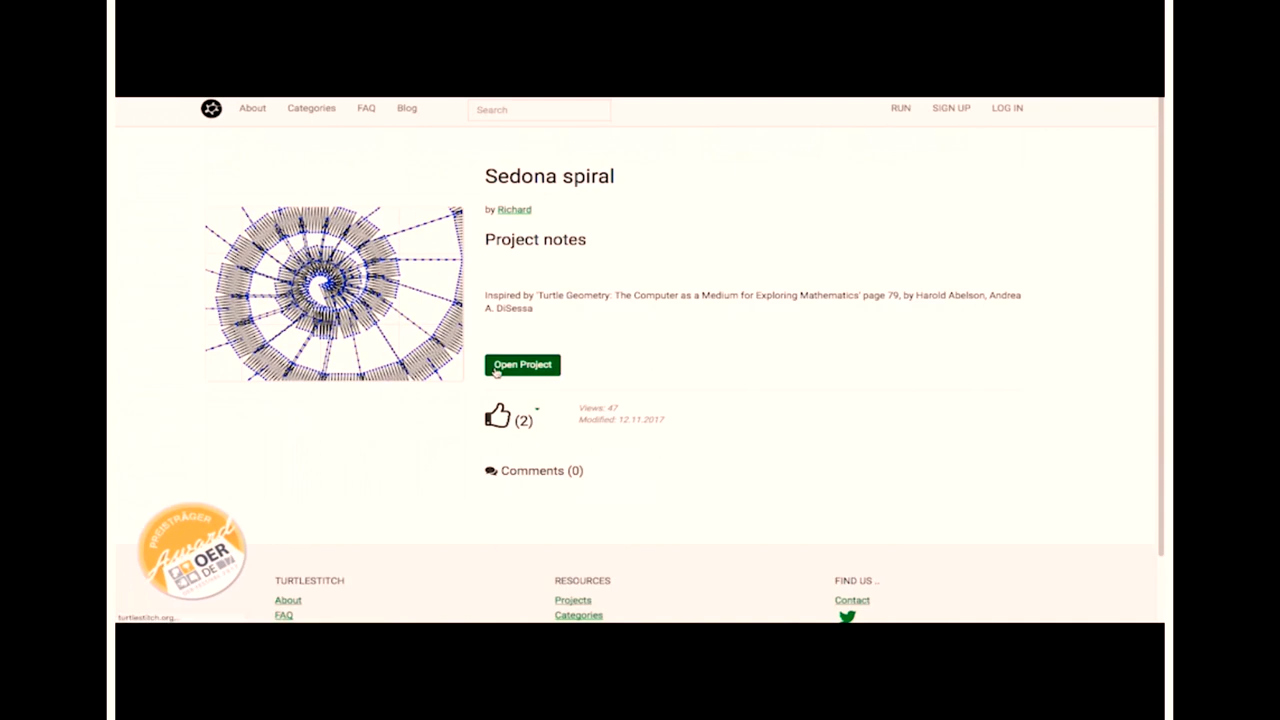 About Categories FAQ Blog Search RUN SIGN UP LOG IN
Sedona spiral
by Richard
Project notes
Inspired by 'Turtle Geometry: The Computer as a Medium for Exploring Mathematics' page 79, by Harold Abelson, Andrea
A. DiSessa
Open Project
(2)
Views: 47
Modified: 12.11.2017
Comments (0)
PREISTRÄGER
Award
OER
DE
TURTLESTITCH RESOURCES FIND US ..
About Projects Contact
FAQ Categories
turtlestitch.org...